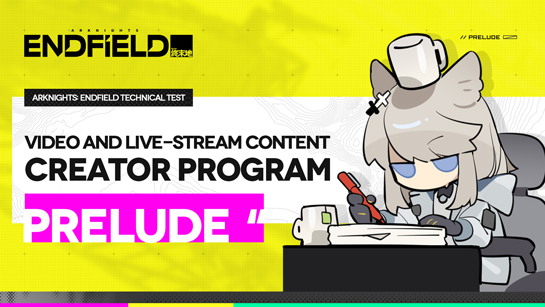 ARKNIGHTS
ENDFIELD
终末地
// PRELUDE
ARKNIGHTS: ENDFIELD TECHNICAL TEST
VIDEO AND LIVE-STREAM CONTENT
CREATOR PROGRAM
PRELUDE "